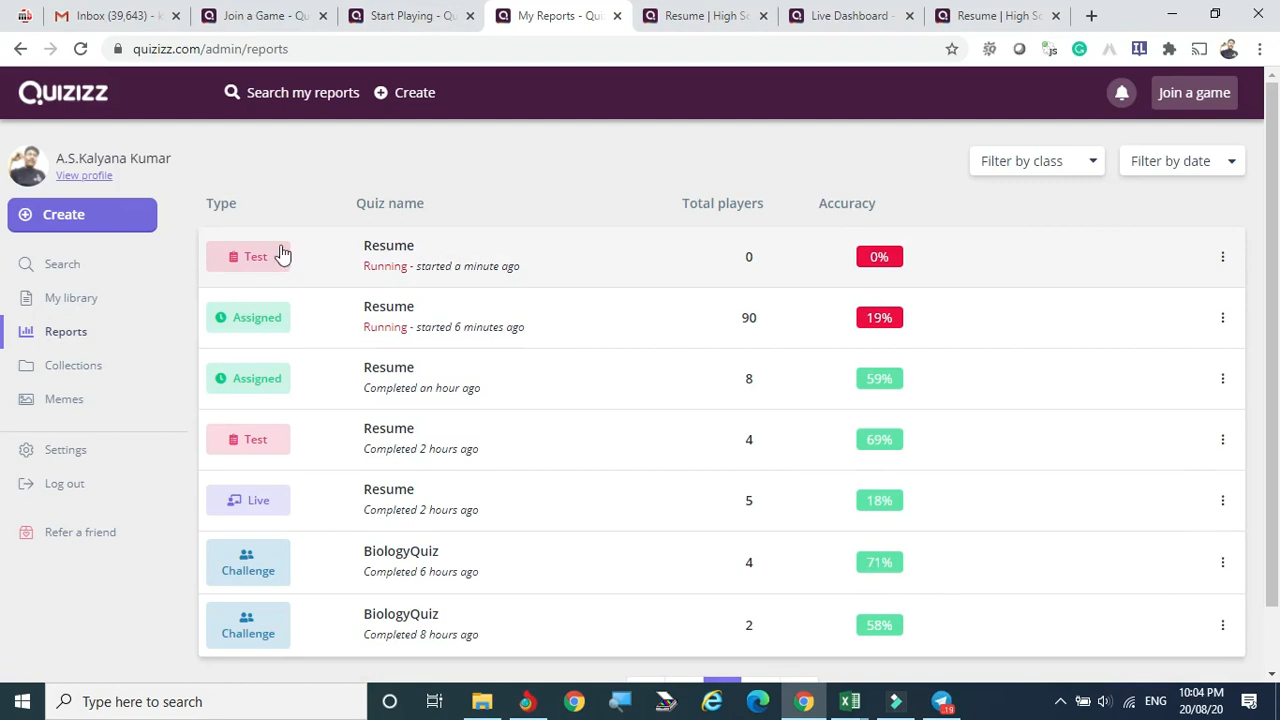 Inbox (39,643) - k
Join a Game - Qu
Start Playing - Q
My Reports - Qui
Resume | High Sc
Live Dashboard -
Resume | High Sc
quizizz.com/admin/reports
QUIZIZZ
Search my reports
Create
Join a game
A.S.Kalyana Kumar
View profile
Filter by class
Filter by date
Create
Search
My library
Reports
Collections
Memes
Settings
Log out
Refer a friend
Type Quiz name Total players Accuracy
Test Resume 0 0%
Running - started a minute ago
Assigned Resume 90 19%
Running - started 6 minutes ago
Assigned Resume 8 59%
Completed an hour ago
Test Resume 4 69%
Completed 2 hours ago
Live Resume 5 18%
Completed 2 hours ago
Challenge BiologyQuiz 4 71%
Completed 6 hours ago
Challenge BiologyQuiz 2 58%
Completed 8 hours ago
Type here to search
19
ENG
10:04 PM
20/08/20